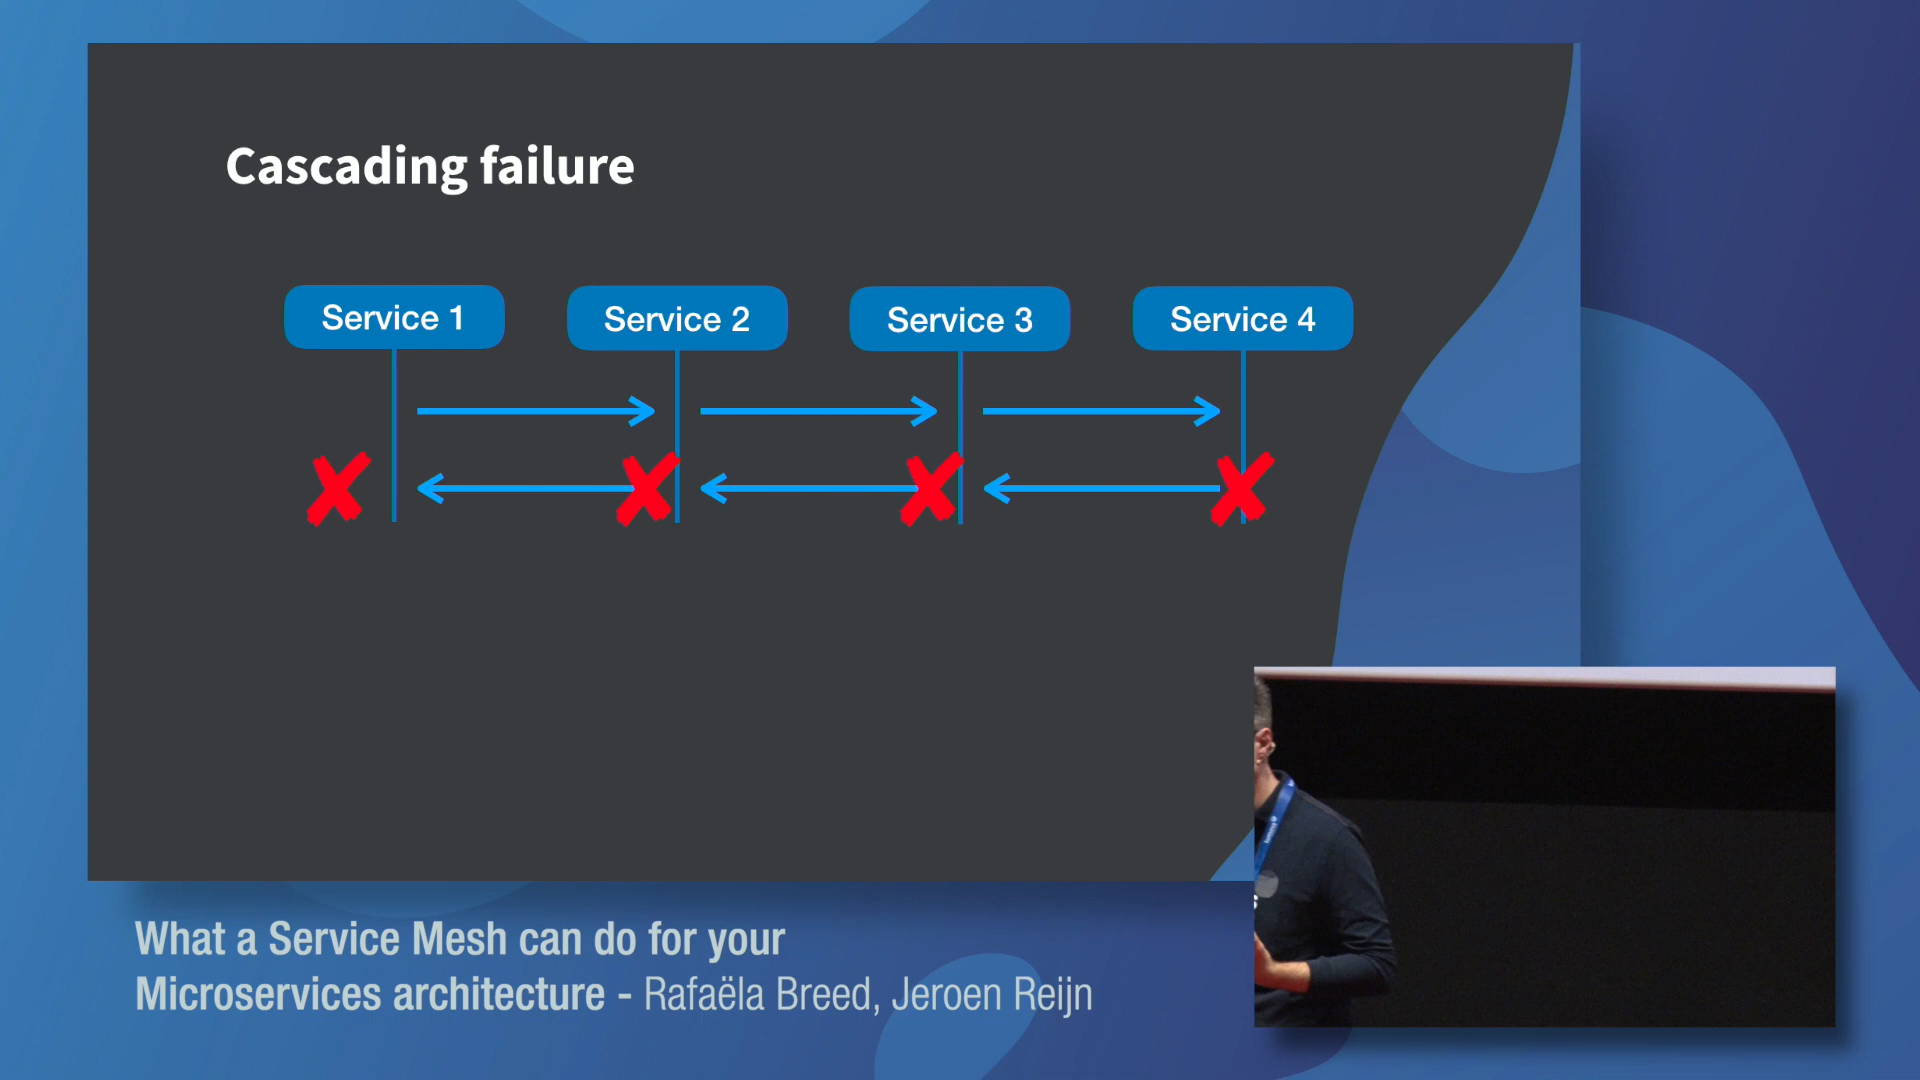 Cascading failure
Service 1
Service 2
Service 3
Service 4
What a Service Mesh can do for your
Microservices architecture - Rafaëla Breed, Jeroen Reijn